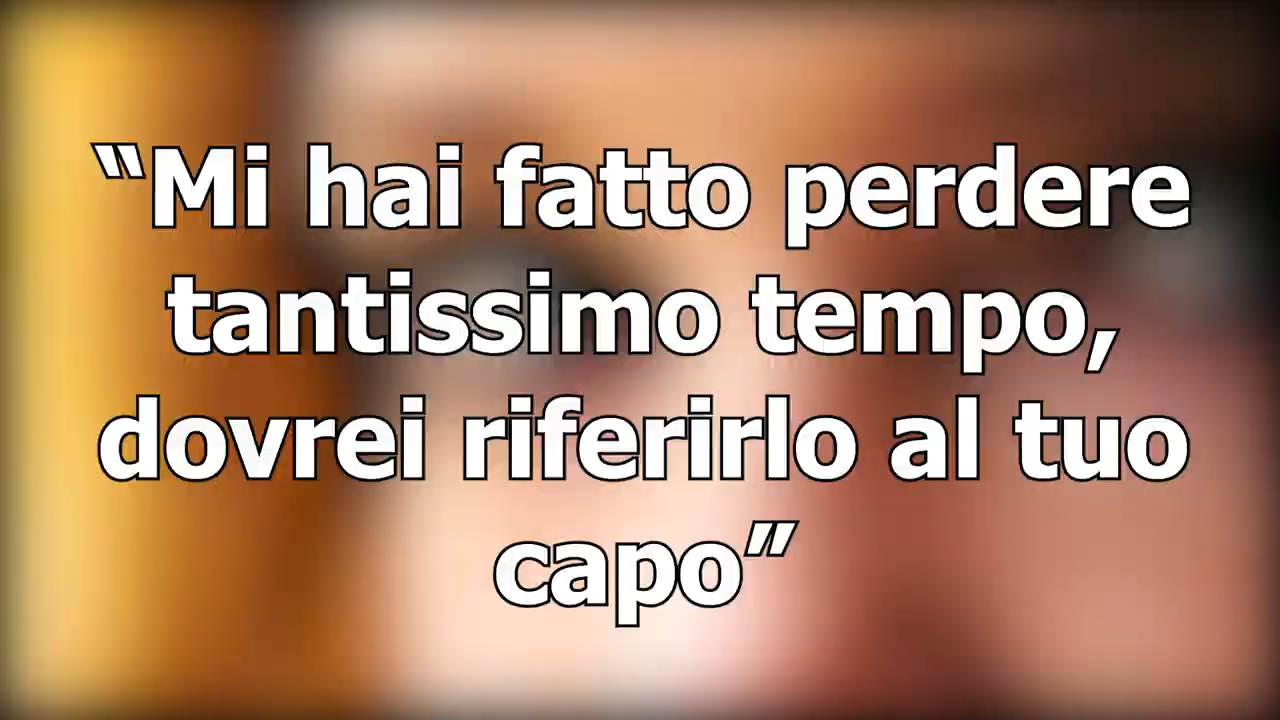 “Mi hai fatto perdere
tantissimo tempo,
dovrei riferirlo al tuo
capo”